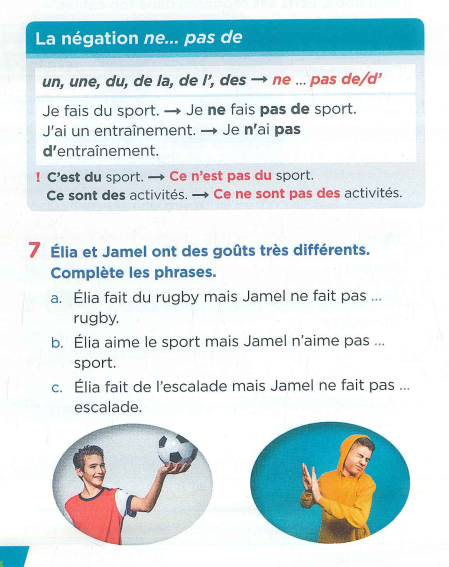 La négation ne... pas de
un, une, du, de la, de l', des → ne ... pas de/d'
Je fais du sport. → Je ne fais pas de sport.
J'ai un entraînement. → Je n'ai pas
d'entraînement.
! C'est du sport. → Ce n'est pas du sport.
Ce sont des activités. → Ce ne sont pas des activités.
7 Élia et Jamel ont des goûts très différents.
Complète les phrases.
a. Élia fait du rugby mais Jamel ne fait pas ...
rugby.
b. Élia aime le sport mais Jamel n'aime pas ...
sport.
c. Élia fait de l'escalade mais Jamel ne fait pas ...
escalade.